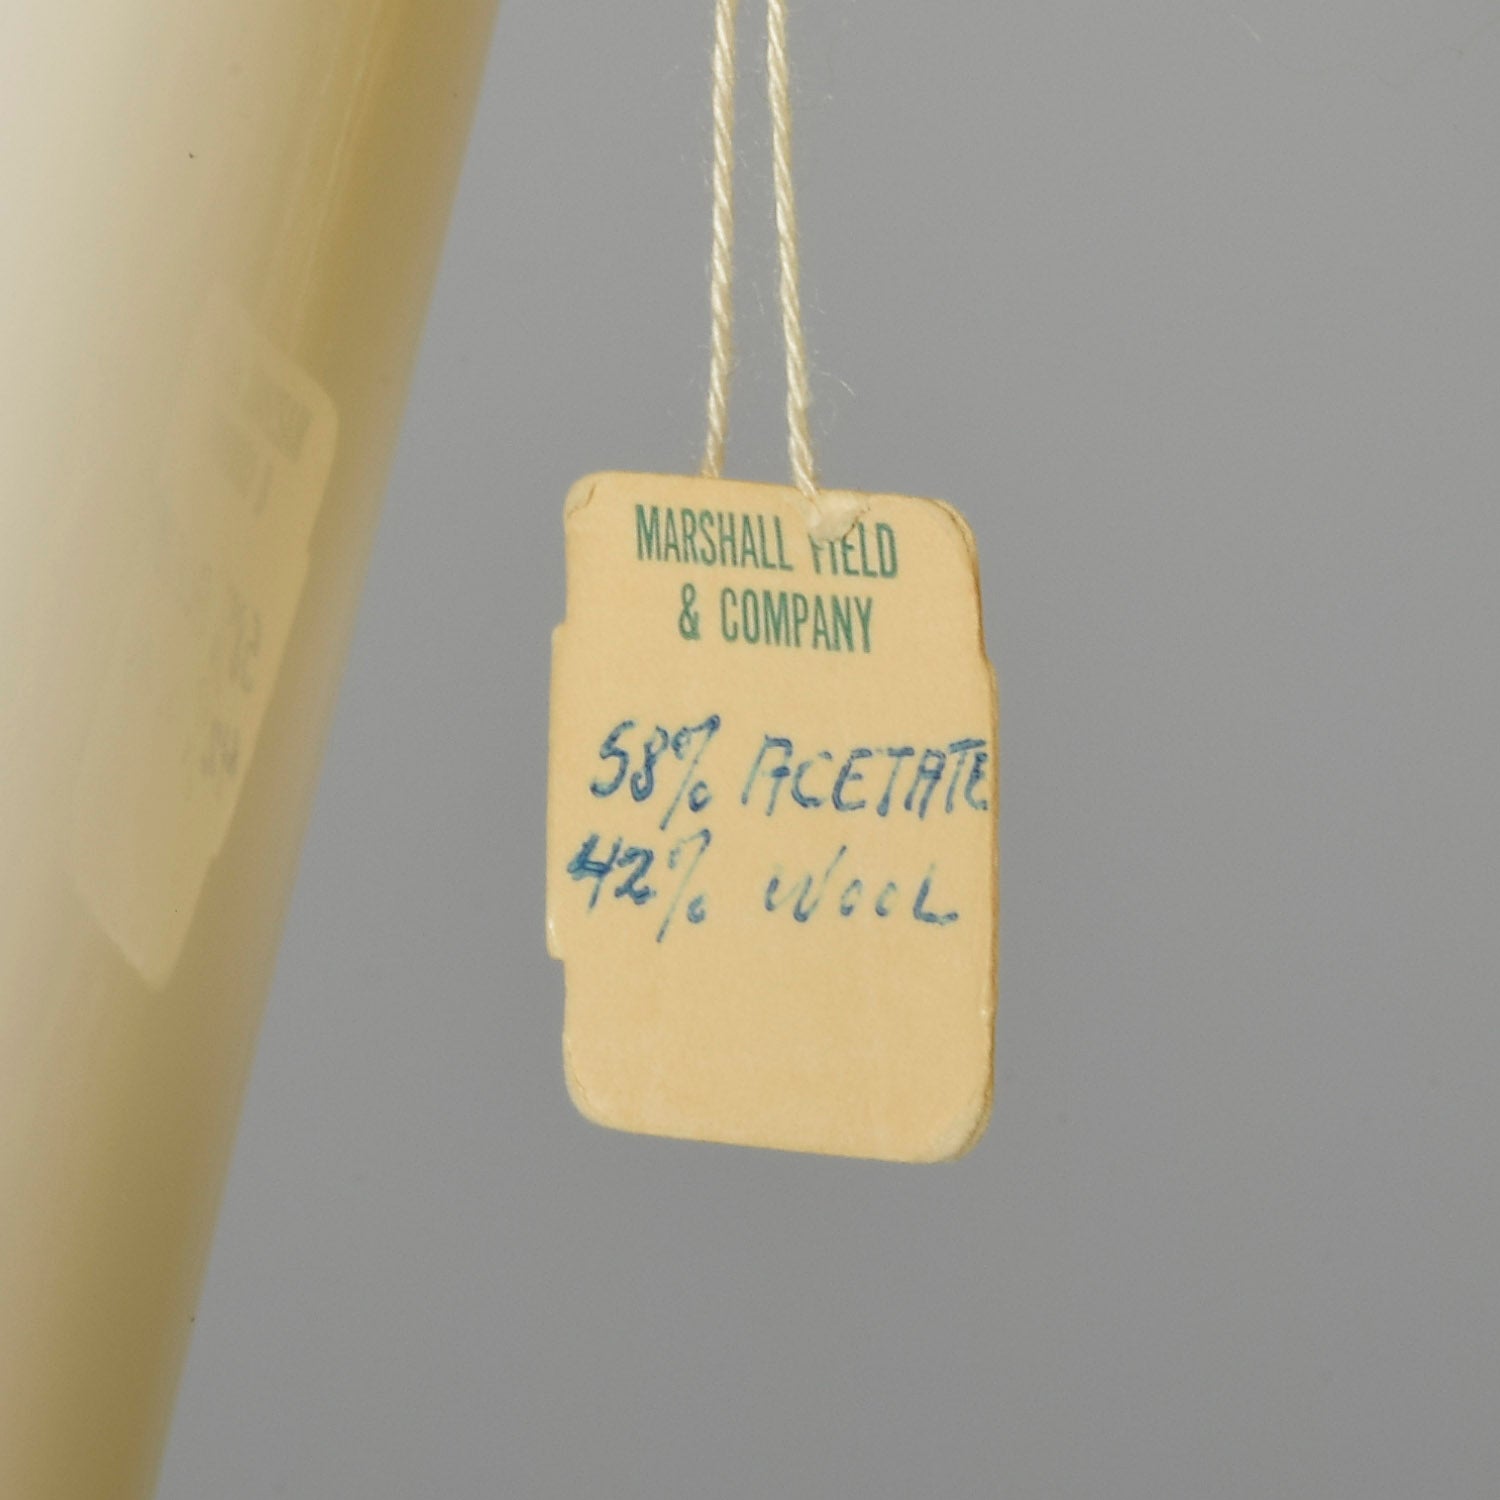 MARSHALL FIELD
& COMPANY
58% ACETATE
42% WOOL